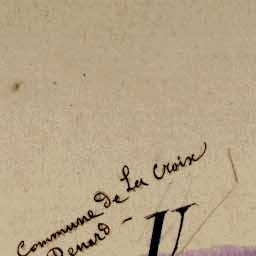 Commune de La Croix
Renard –
V